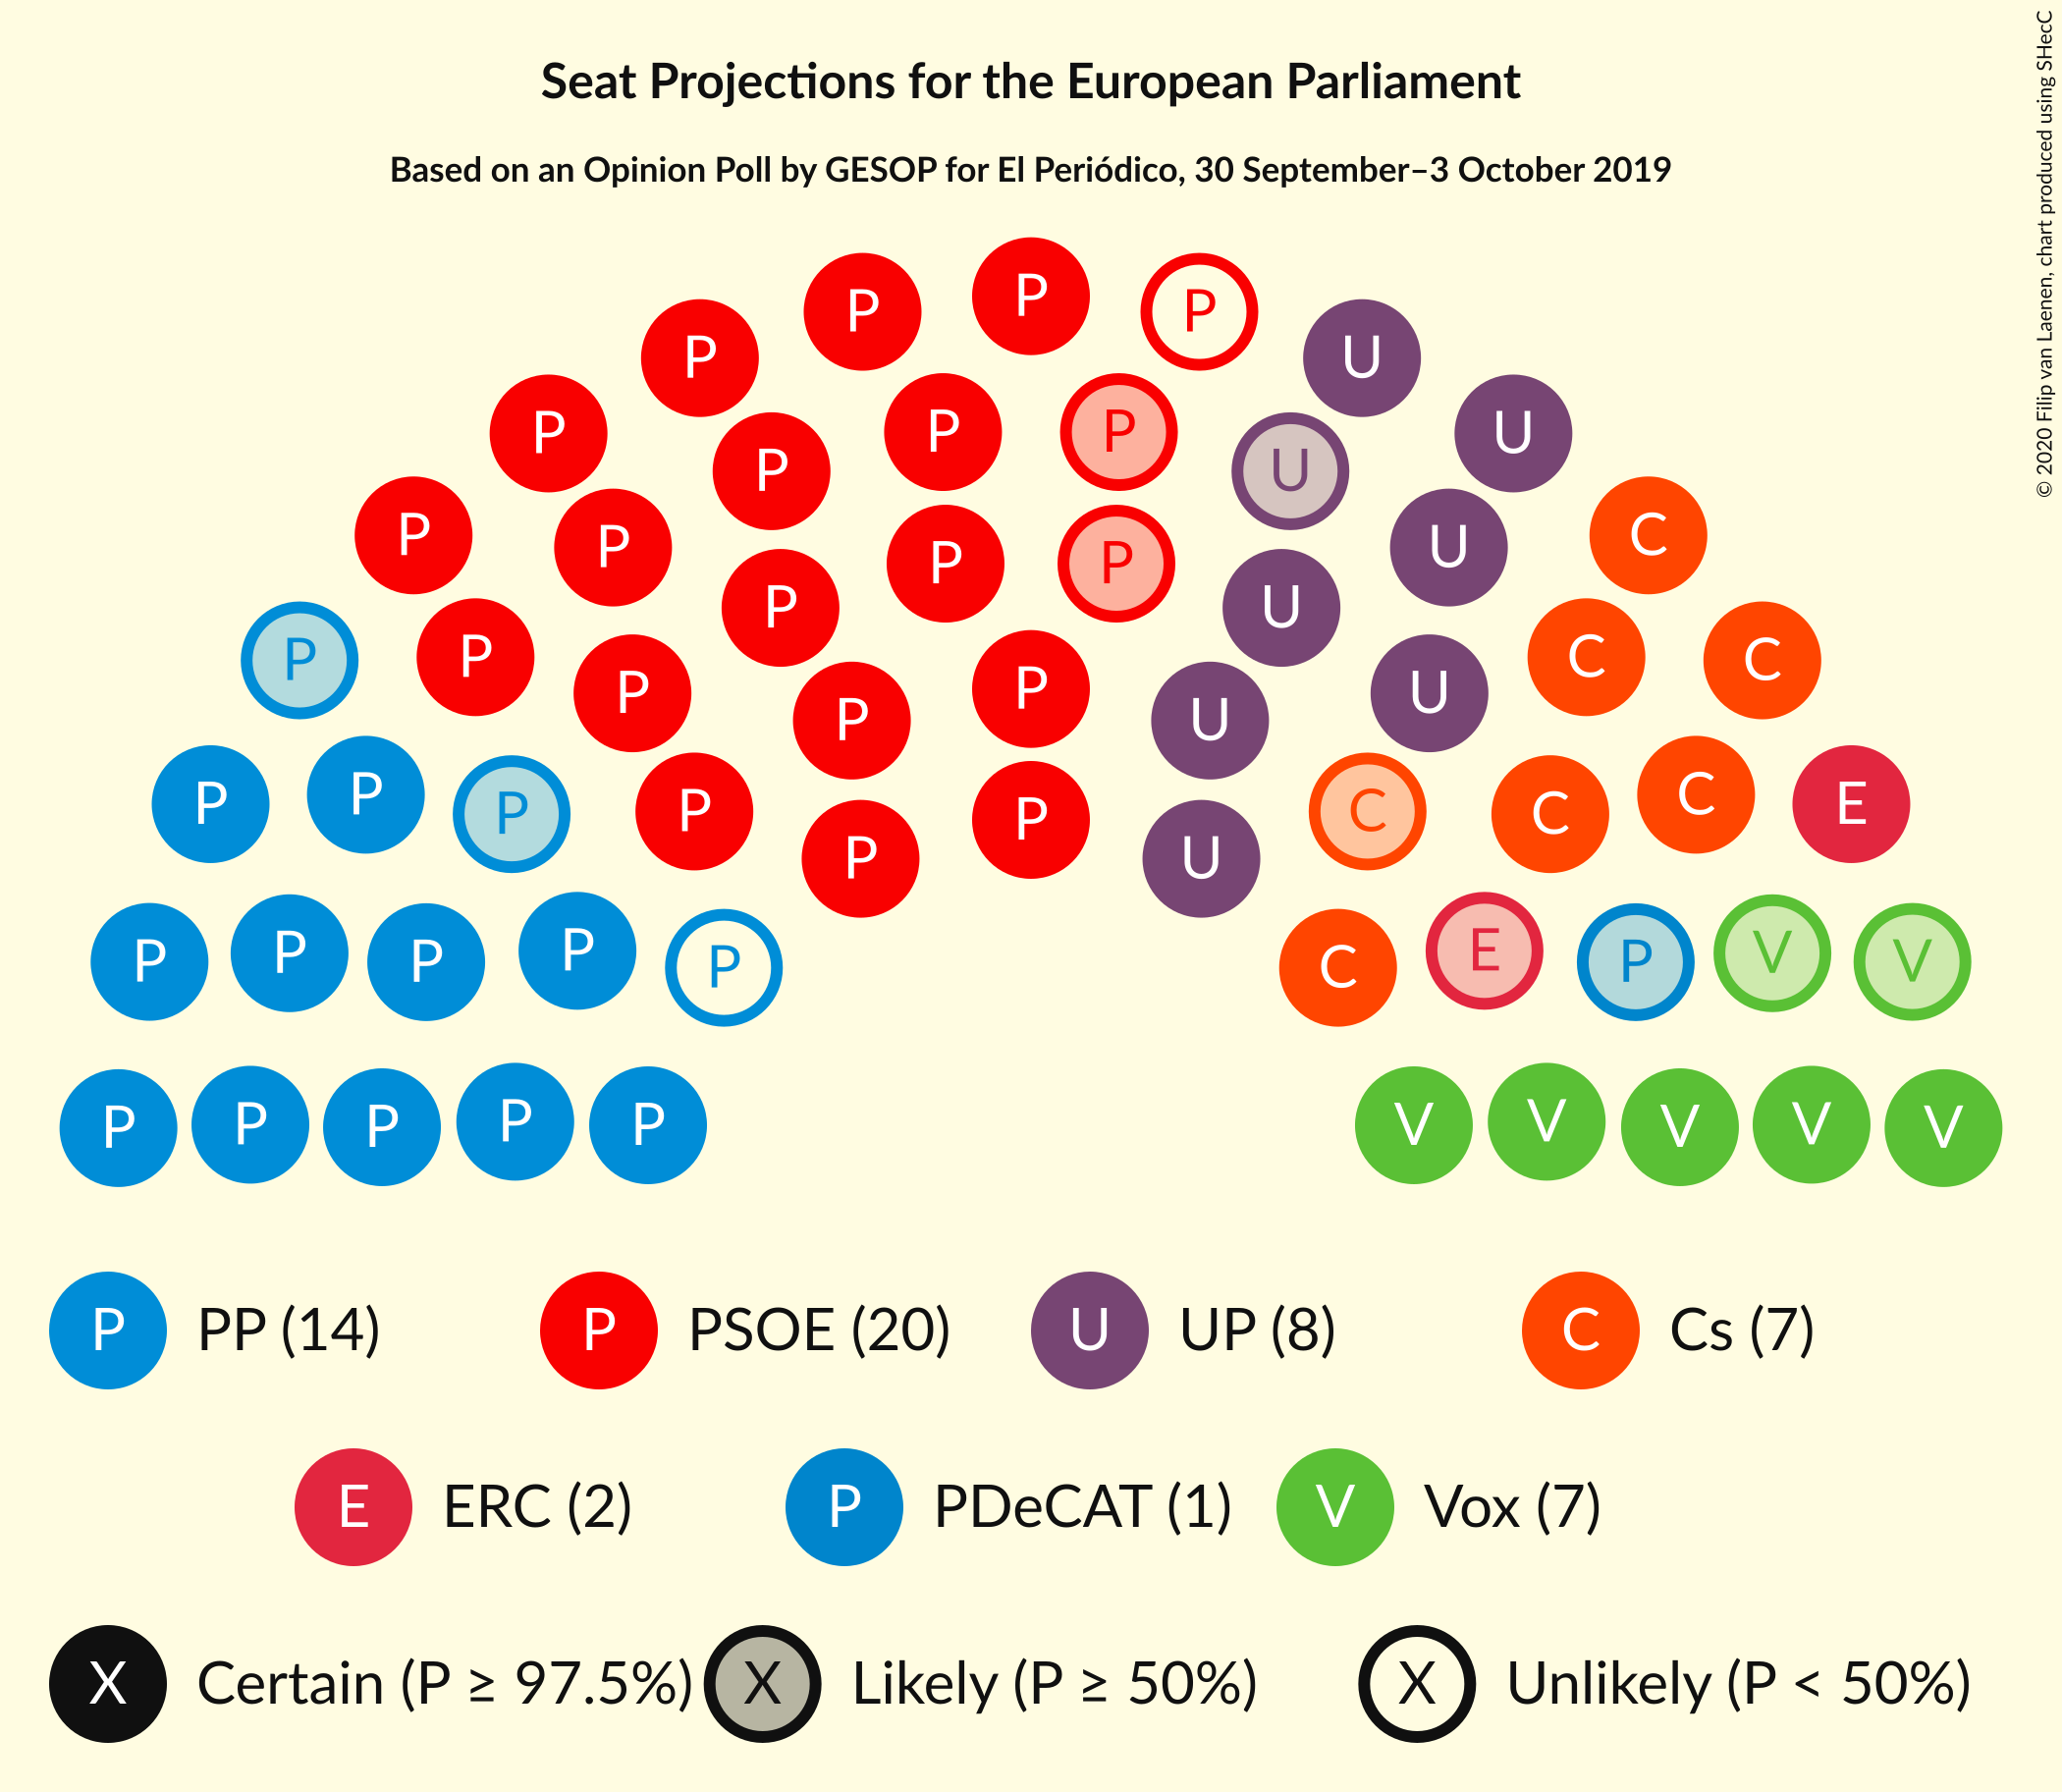 Seat Projections for the European Parliament
Based on an Opinion Poll by GESOP for El Periódico, 30 September–3 October 2019
© 2020 Filip van Laenen, chart produced using SHecC
P
P P
P U
P U
P P
P U
P P
P U
P C
P P
P U
P U
P C
P C
P P
P U
P U
P P
P C
P P
P C
P C
P U
P C
P E
P P
P P
P C
E P
V V
P P
P P
P V
V V
V V
P PP (14) P PSOE (20) U UP (8) C Cs (7)
E ERC (2) P PDeCAT (1) V Vox (7)
X Certain (P ≥ 97.5%) X Likely (P ≥ 50%) X Unlikely (P < 50%)